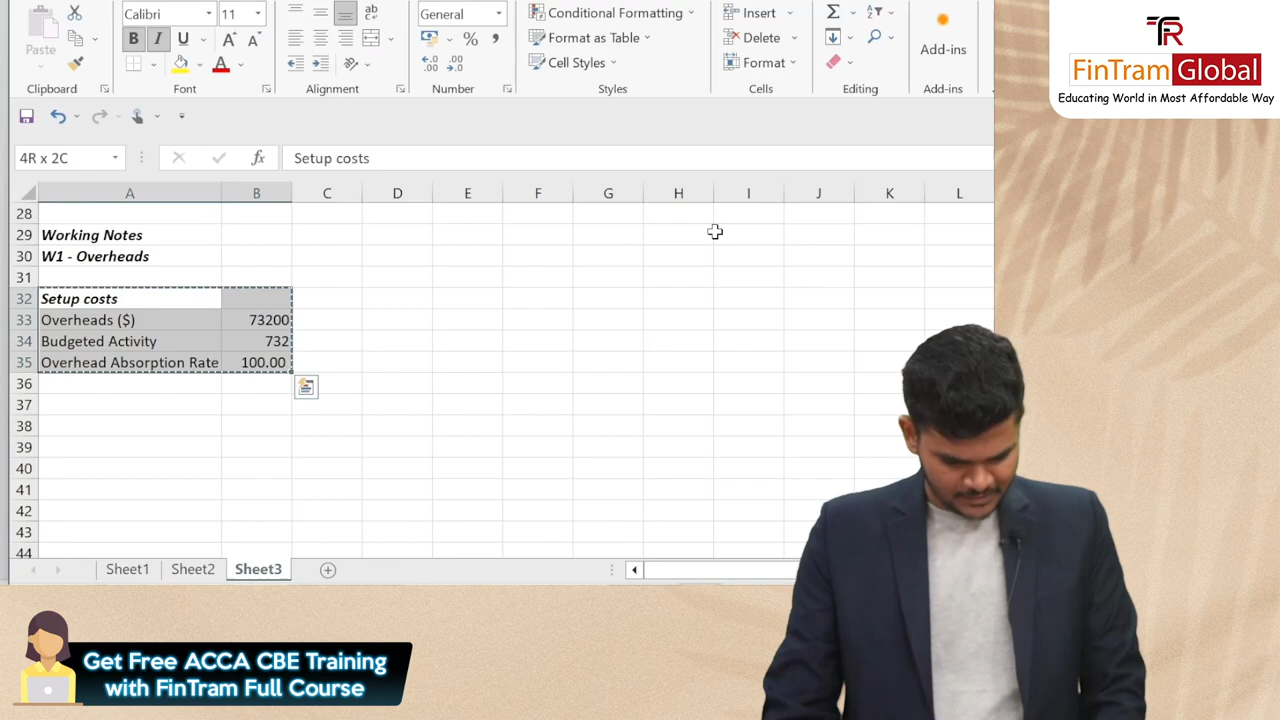 Calibri 11
General
Conditional Formatting
Insert
Σ
Paste
B I U A A
ab
%
Format as Table
Delete
Add-ins
A
Cell Styles
Format
Clipboard
Font
Alignment
Number
Styles
Cells
Editing
Add-ins
4R x 2C
fx
Setup costs
A B C D E F G H I J K L
28
29 Working Notes
30 W1 - Overheads
31
32 Setup costs
33 Overheads ($) 73200
34 Budgeted Activity 732
35 Overhead Absorption Rate 100.00
36
37
38
39
40
41
42
43
44
Sheet1 Sheet2 Sheet3
TR
FinTram Global
Educating World in Most Affordable Way
Get Free ACCA CBE Training
with FinTram Full Course